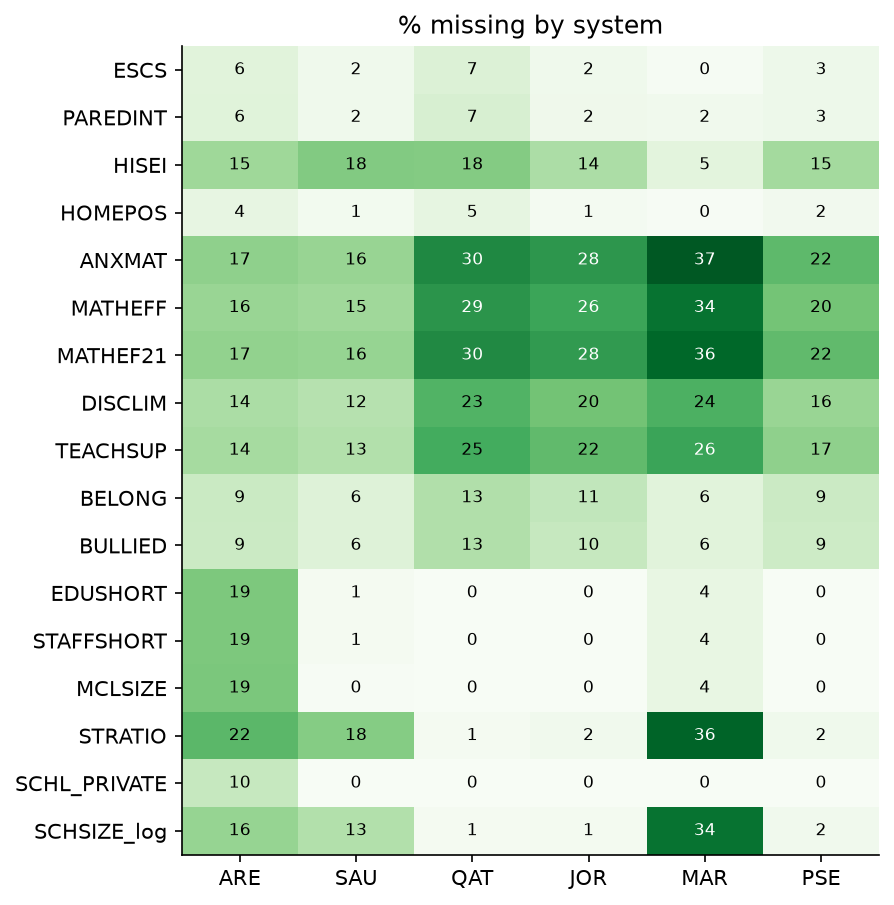 % missing by system
ESCS 6 2 7 2 0 3
PAREDINT 6 2 7 2 2 3
HISEI 15 18 18 14 5 15
HOMEPOS 4 1 5 1 0 2
ANXMAT 17 16 30 28 37 22
MATHEFF 16 15 29 26 34 20
MATHEF21 17 16 30 28 36 22
DISCLIM 14 12 23 20 24 16
TEACHSUP 14 13 25 22 26 17
BELONG 9 6 13 11 6 9
BULLIED 9 6 13 10 6 9
EDUSHORT 19 1 0 0 4 0
STAFFSHORT 19 1 0 0 4 0
MCLSIZE 19 0 0 0 4 0
STRATIO 22 18 1 2 36 2
SCHL_PRIVATE 10 0 0 0 0 0
SCHSIZE_log 16 13 1 1 34 2
ARE SAU QAT JOR MAR PSE